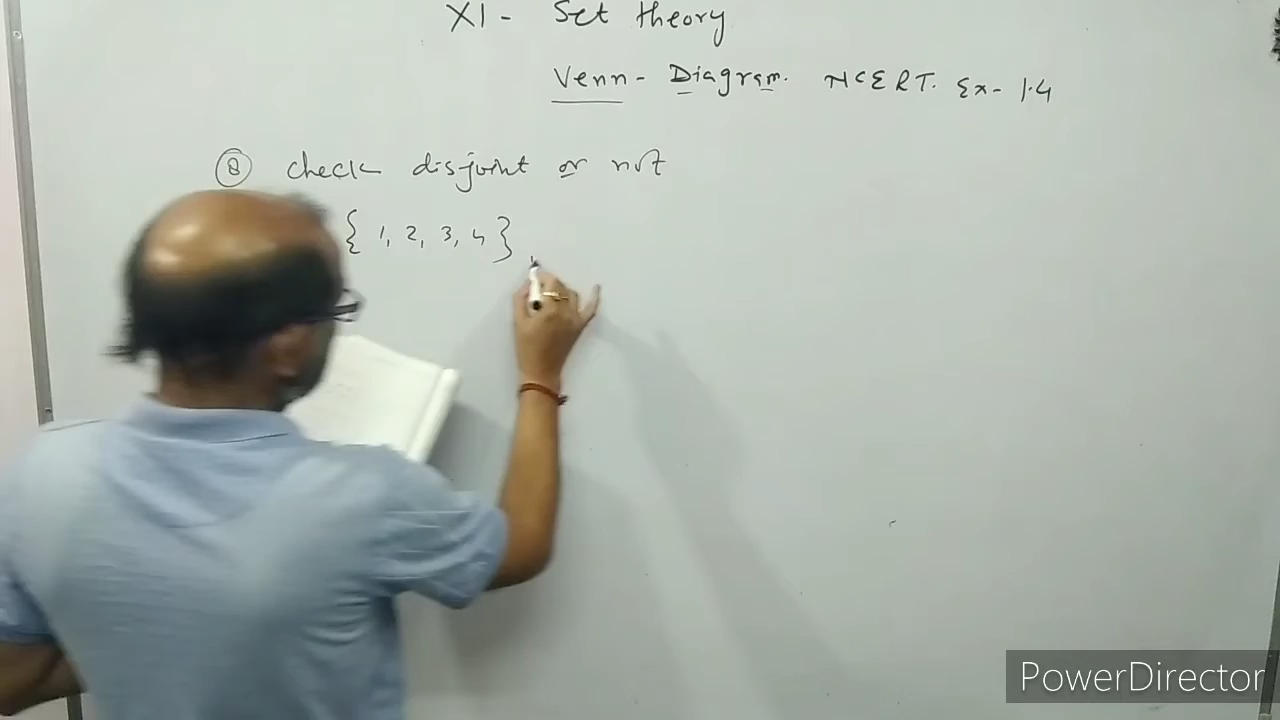 XI - Set theory
Venn - Diagram. NCERT. Ex- 1.4
⑧ check disjoint or not
{ 1, 2, 3, 4 }
PowerDirector